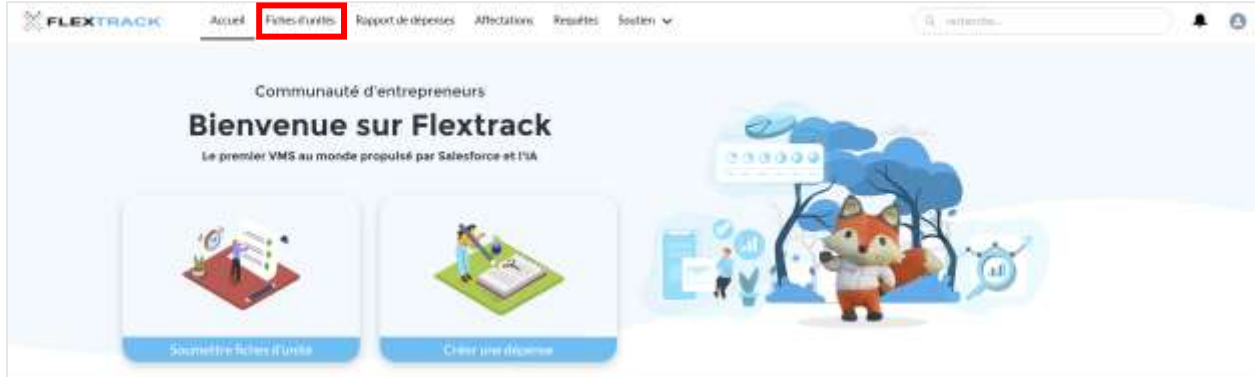 FLEXTRACK Accueil Fiches d'unités Rapport de dépenses Affectations Requêtes Soutien recherche...
Communauté d'entrepreneurs
Bienvenue sur Flextrack
Le premier VMS au monde propulsé par Salesforce et l'IA
Soumettre fiches d'unité Créer une dépense